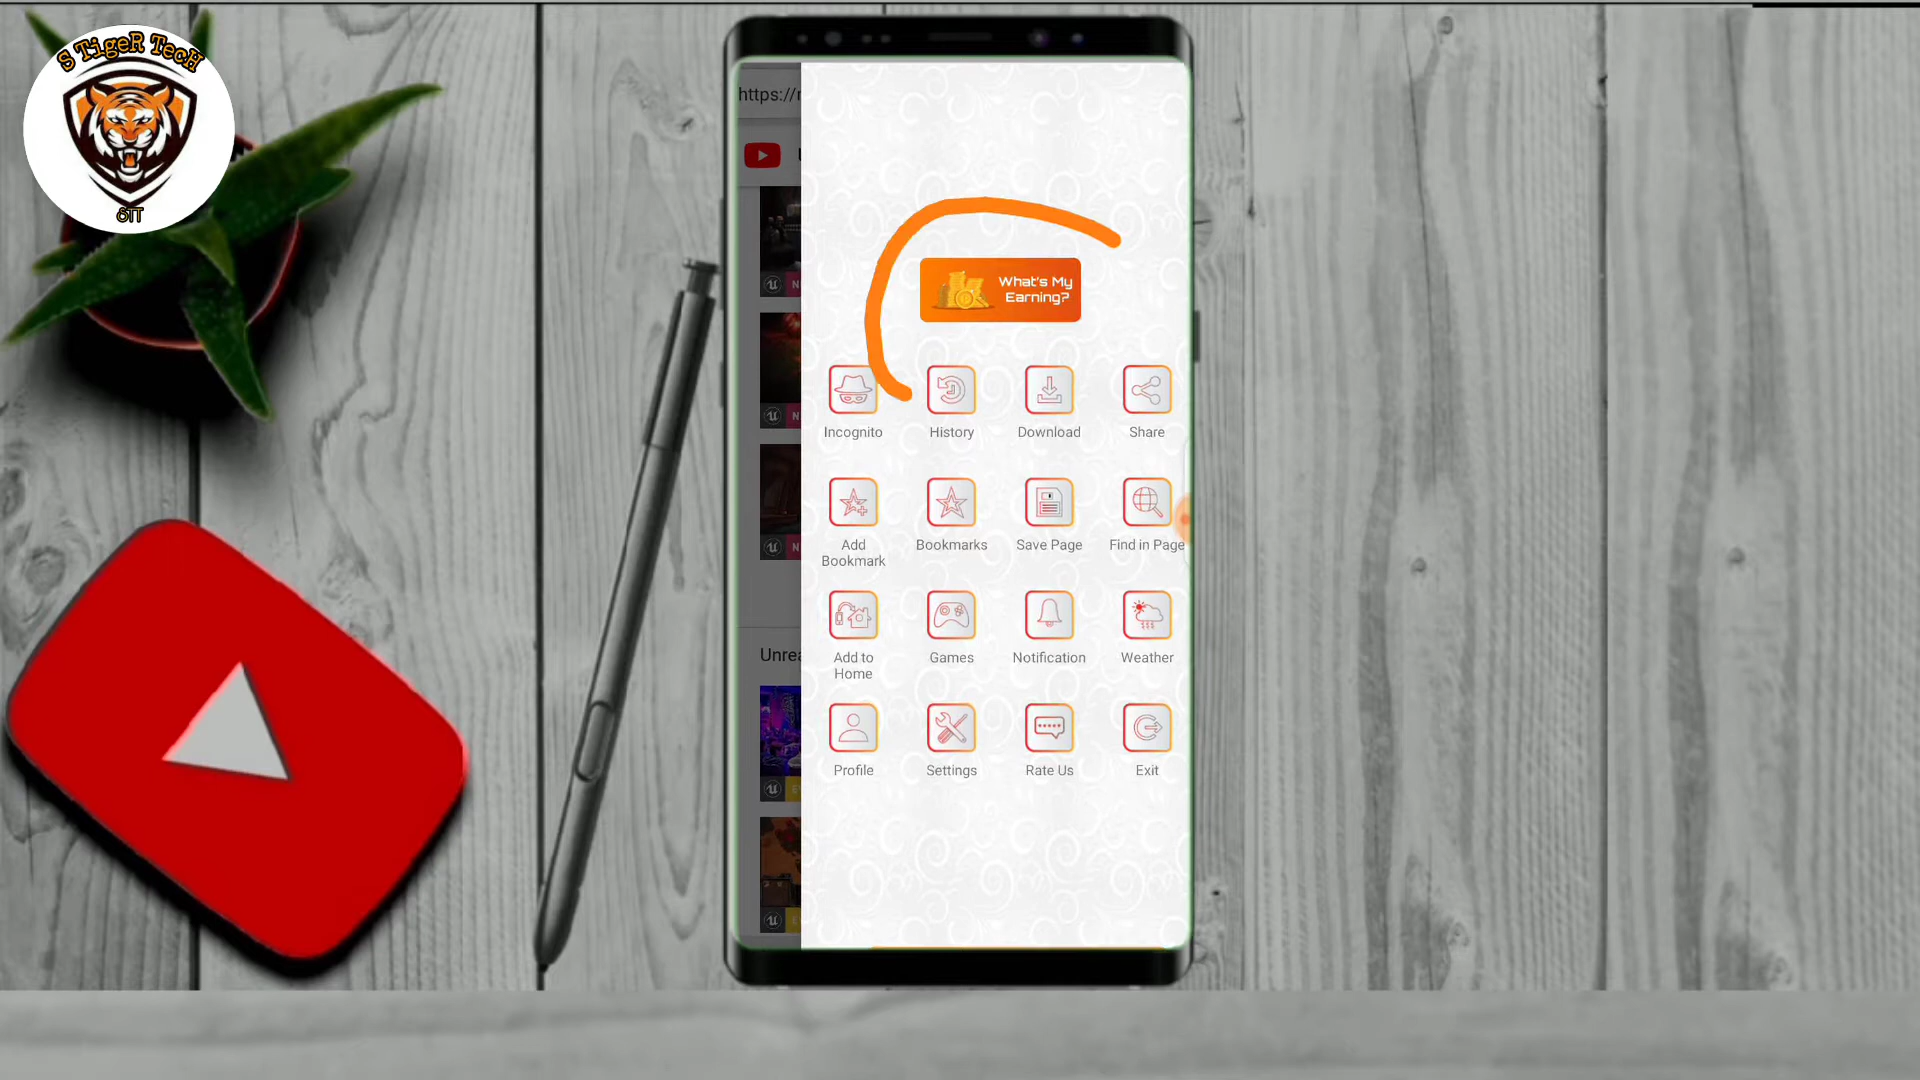 S TigeR TecH
STT
https://
What's My
Earning?
Incognito
History
Download
Share
Add
Bookmark
Bookmarks
Save Page
Find in Page
Add to
Home
Games
Notification
Weather
Unrea
Profile
Settings
Rate Us
Exit